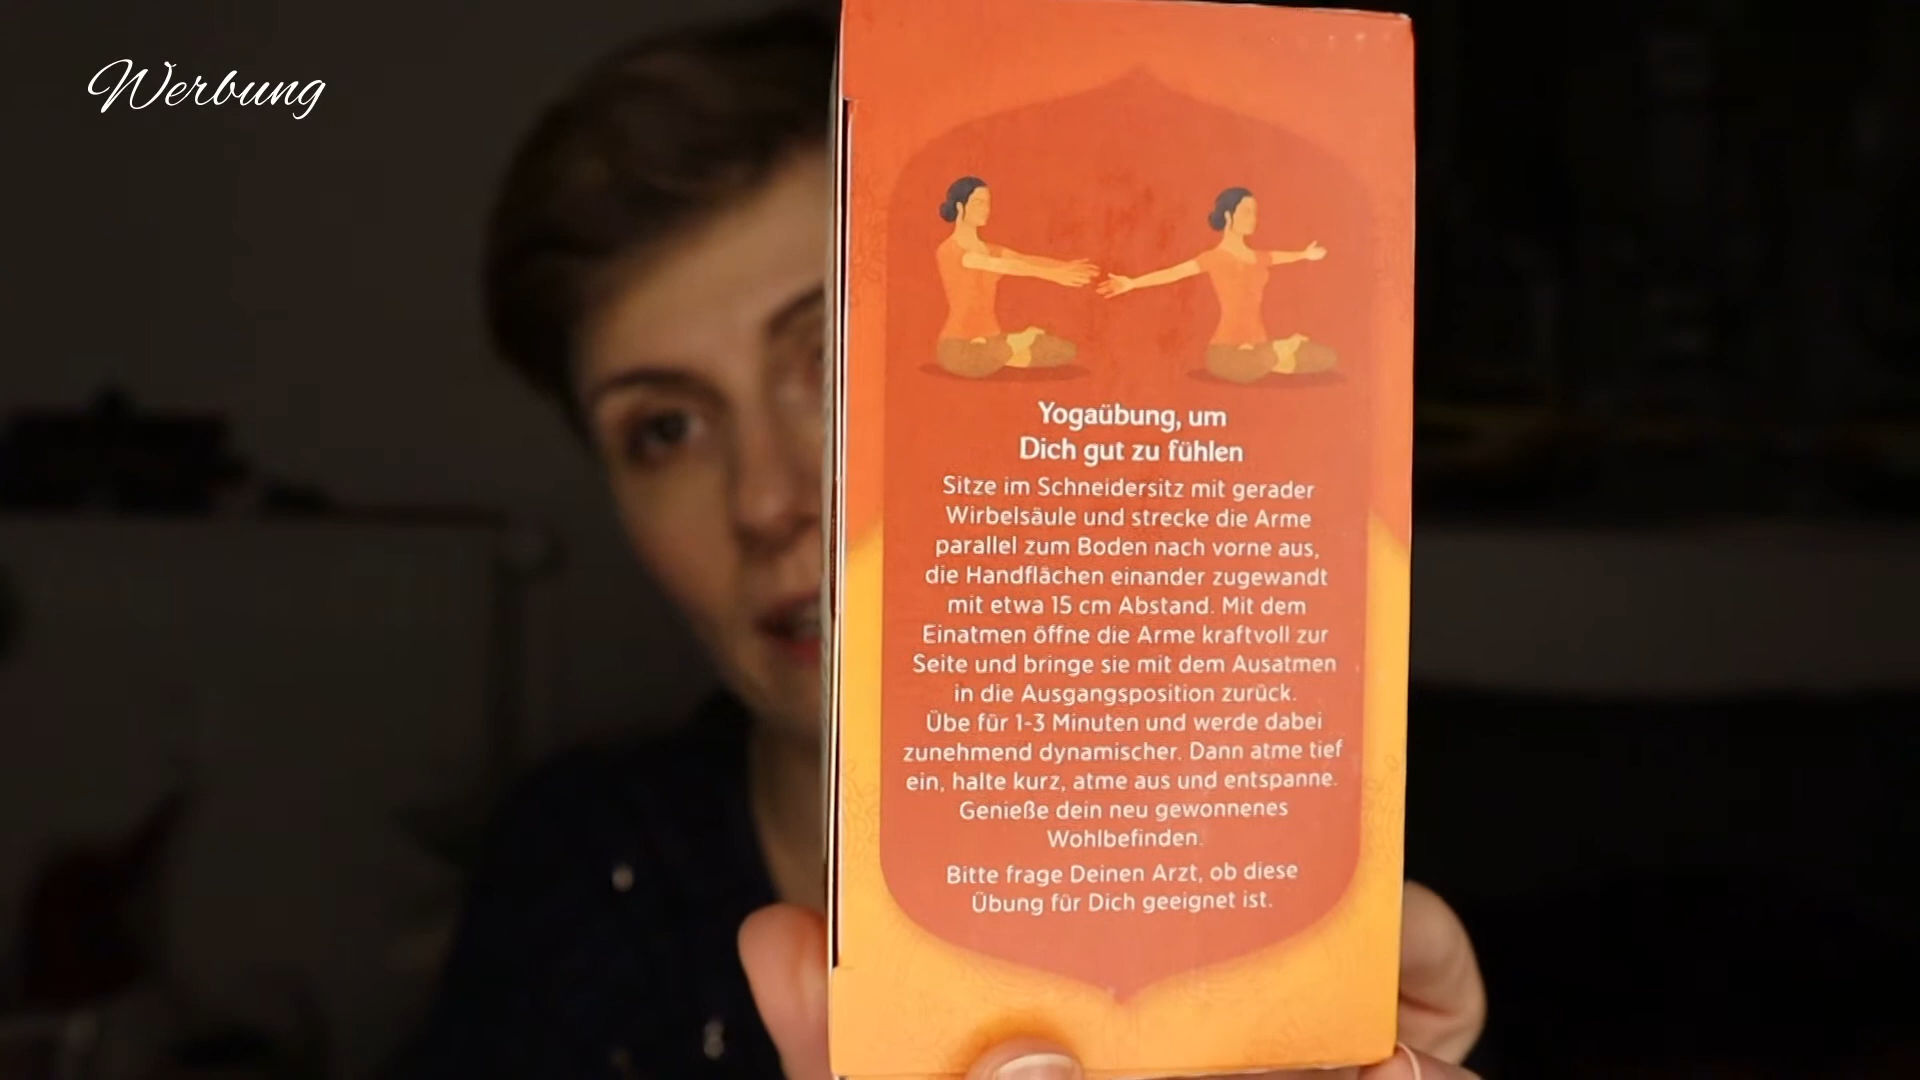 Werbung
Yogaübung, um
Dich gut zu fühlen
Sitze im Schneidersitz mit gerader
Wirbelsäule und strecke die Arme
parallel zum Boden nach vorne aus,
die Handflächen einander zugewandt
mit etwa 15 cm Abstand. Mit dem
Einatmen öffne die Arme kraftvoll zur
Seite und bringe sie mit dem Ausatmen
in die Ausgangsposition zurück.
Übe für 1-3 Minuten und werde dabei
zunehmend dynamischer. Dann atme tief
ein, halte kurz, atme aus und entspanne.
Genieße dein neu gewonnenes
Wohlbefinden.
Bitte frage Deinen Arzt, ob diese
Übung für Dich geeignet ist.